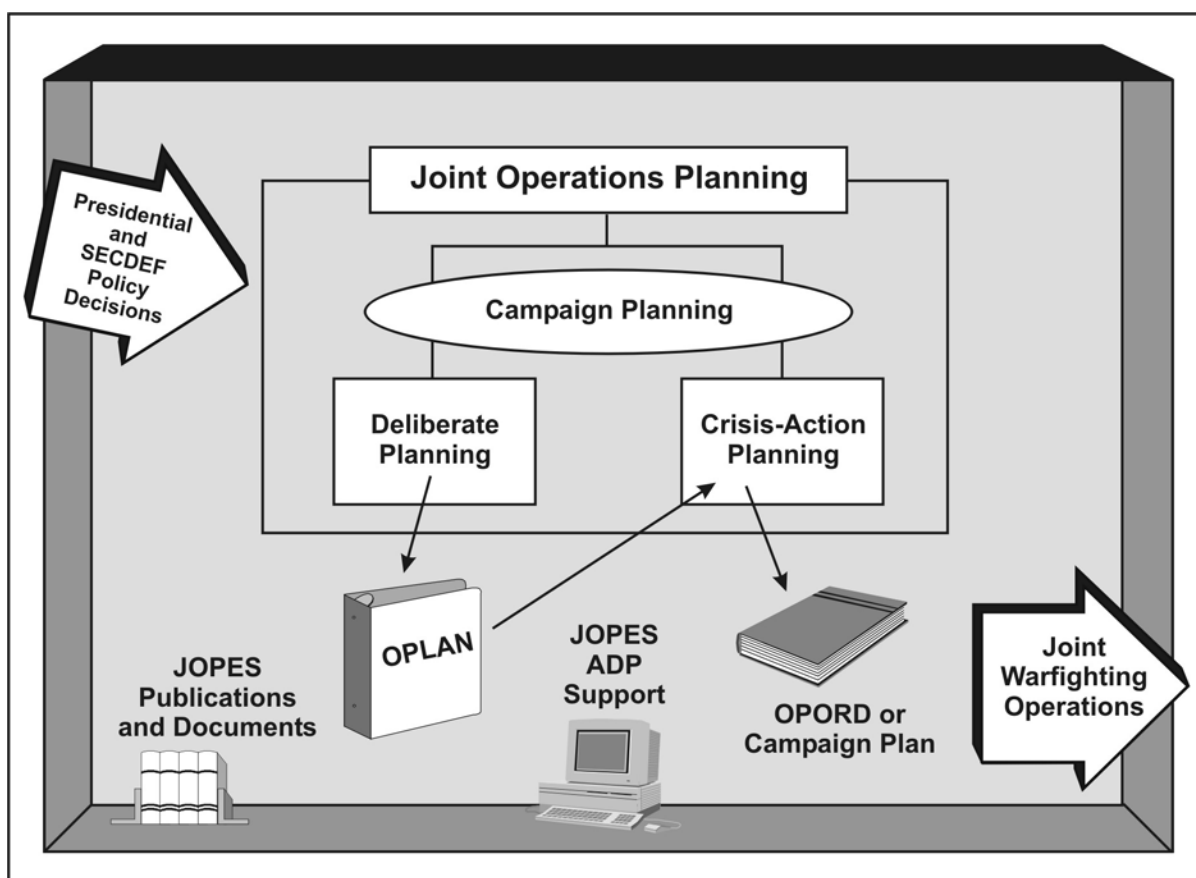 Joint Operations Planning
Presidential
and
SECDEF
Policy
Decisions
Campaign Planning
Deliberate
Planning
Crisis-Action
Planning
OPLAN
JOPES
Publications
and Documents
JOPES
ADP
Support
OPORD or
Campaign Plan
Joint
Warfighting
Operations